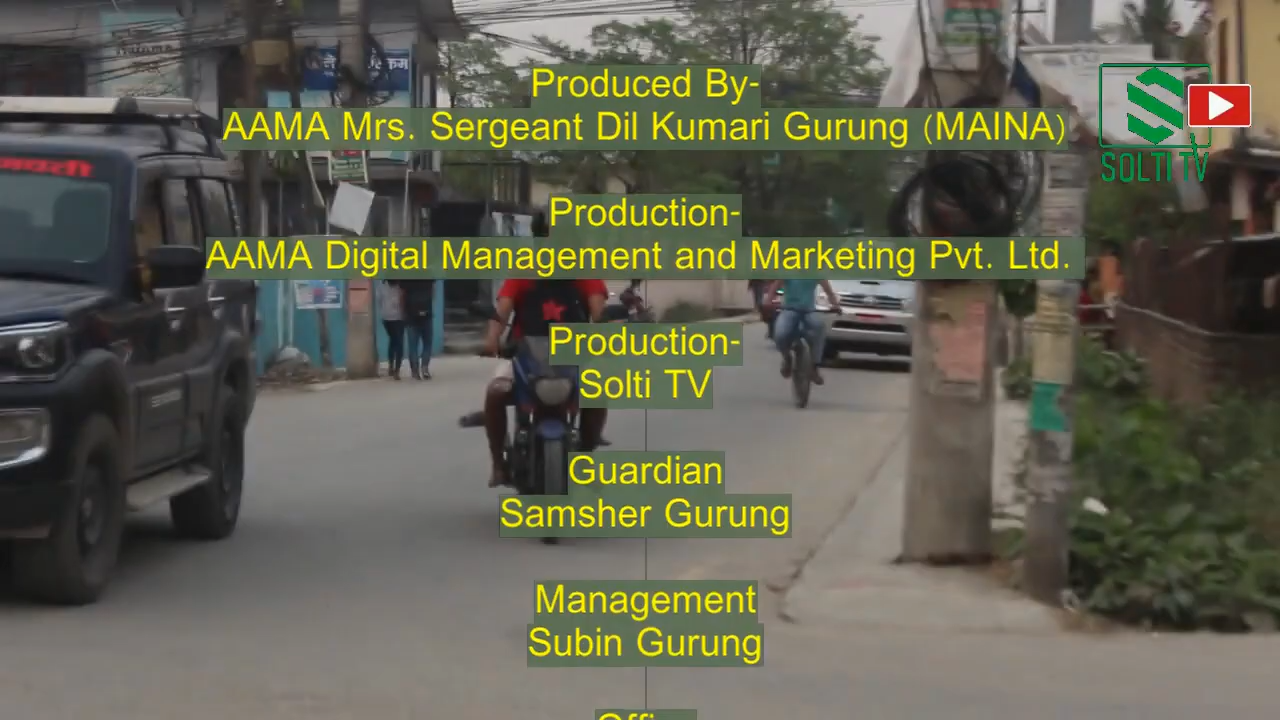 Produced By-
AAMA Mrs. Sergeant Dil Kumari Gurung (MAINA)
SOLTI TV
Production-
AAMA Digital Management and Marketing Pvt. Ltd.
Production-
Solti TV
Guardian
Samsher Gurung
Management
Subin Gurung